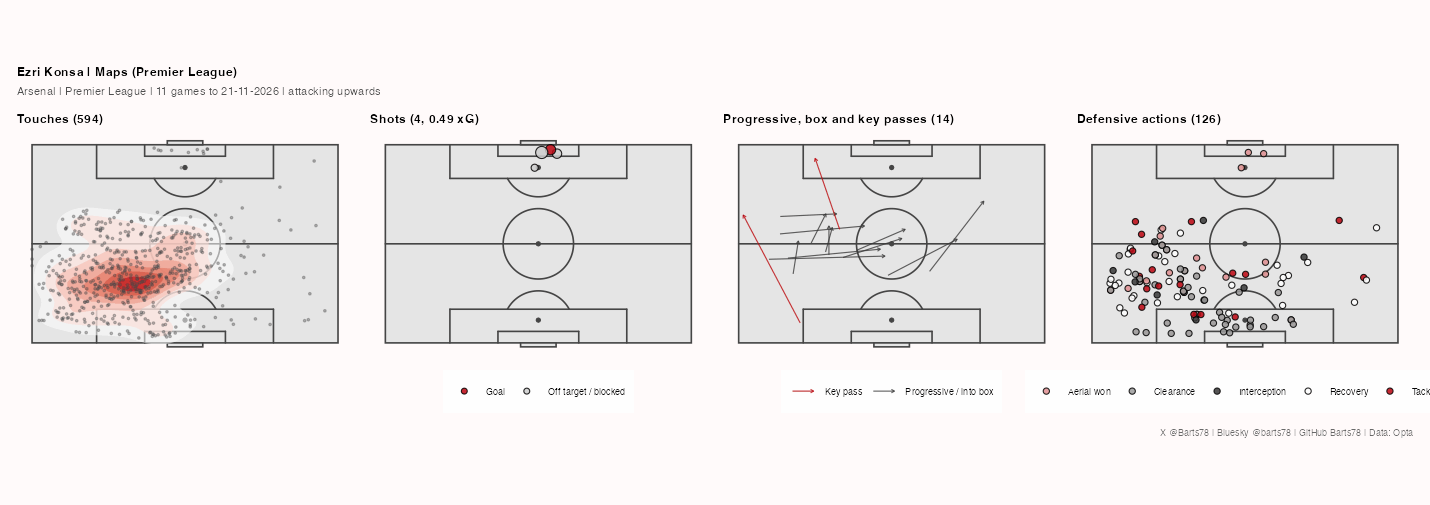 Ezri Konsa | Maps (Premier League)
Arsenal | Premier League | 11 games to 21-11-2026 | attacking upwards
Touches (594)
Shots (4, 0.49 xG)
Progressive, box and key passes (14)
Defensive actions (126)
Goal
Off target / blocked
Key pass
Progressive / into box
Aerial won
Clearance
Interception
Recovery
Tack
X @Barts78 | Bluesky @barts78 | GitHub Barts78 | Data: Opta